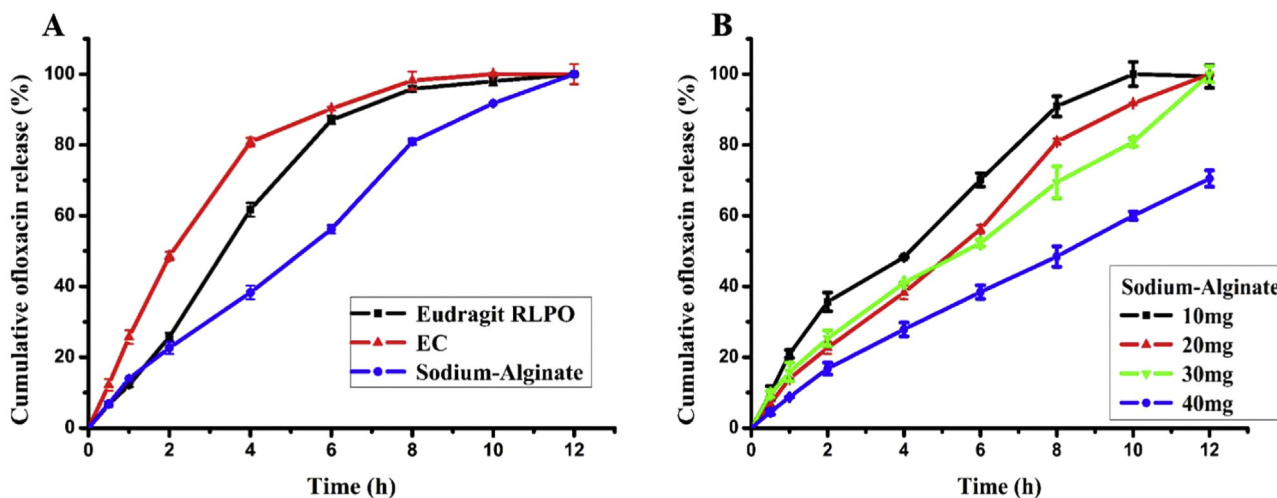 A
Cumulative ofloxacin release (%)
100
80
60
40
20
0
0 2 4 6 8 10 12
Time (h)
Eudragit RLPO
EC
Sodium-Alginate
B
Cumulative ofloxacin release (%)
100
80
60
40
20
0
0 2 4 6 8 10 12
Time (h)
Sodium-Alginate
10mg
20mg
30mg
40mg